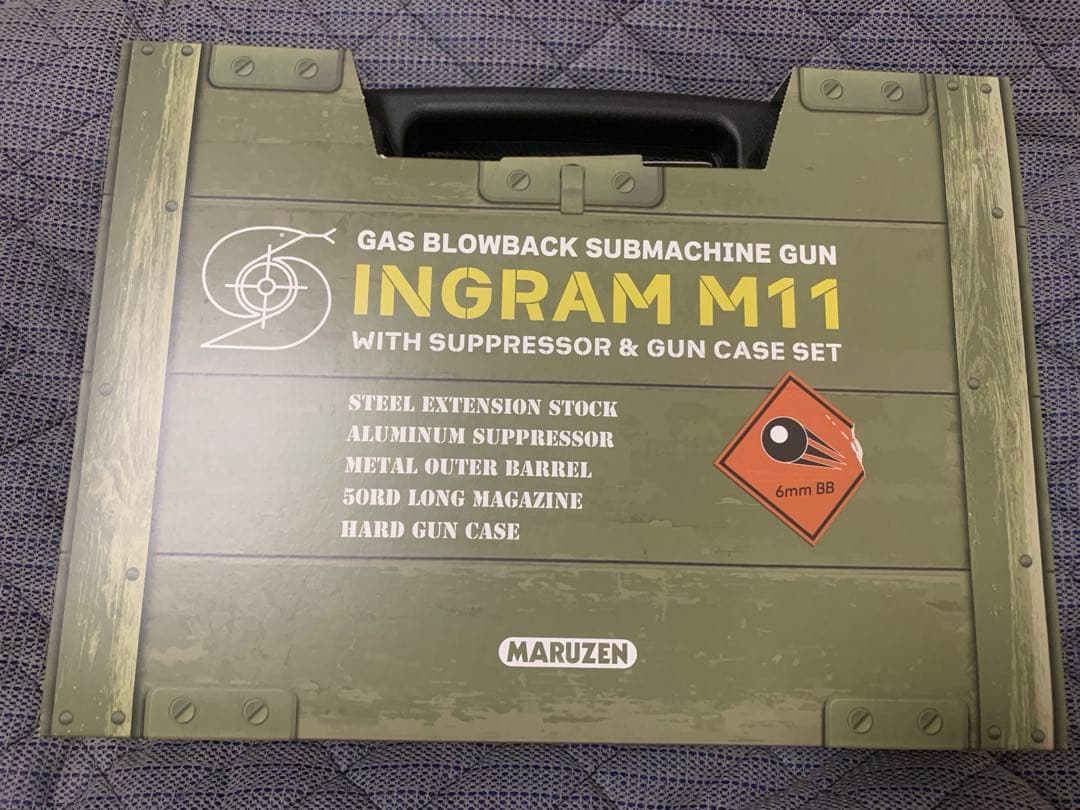 GAS BLOWBACK SUBMACHINE GUN
INGRAM M11
WITH SUPPRESSOR & GUN CASE SET
STEEL EXTENSION STOCK
ALUMINUM SUPPRESSOR
METAL OUTER BARREL
50RD LONG MAGAZINE
HARD GUN CASE
6mm BB
MARUZEN